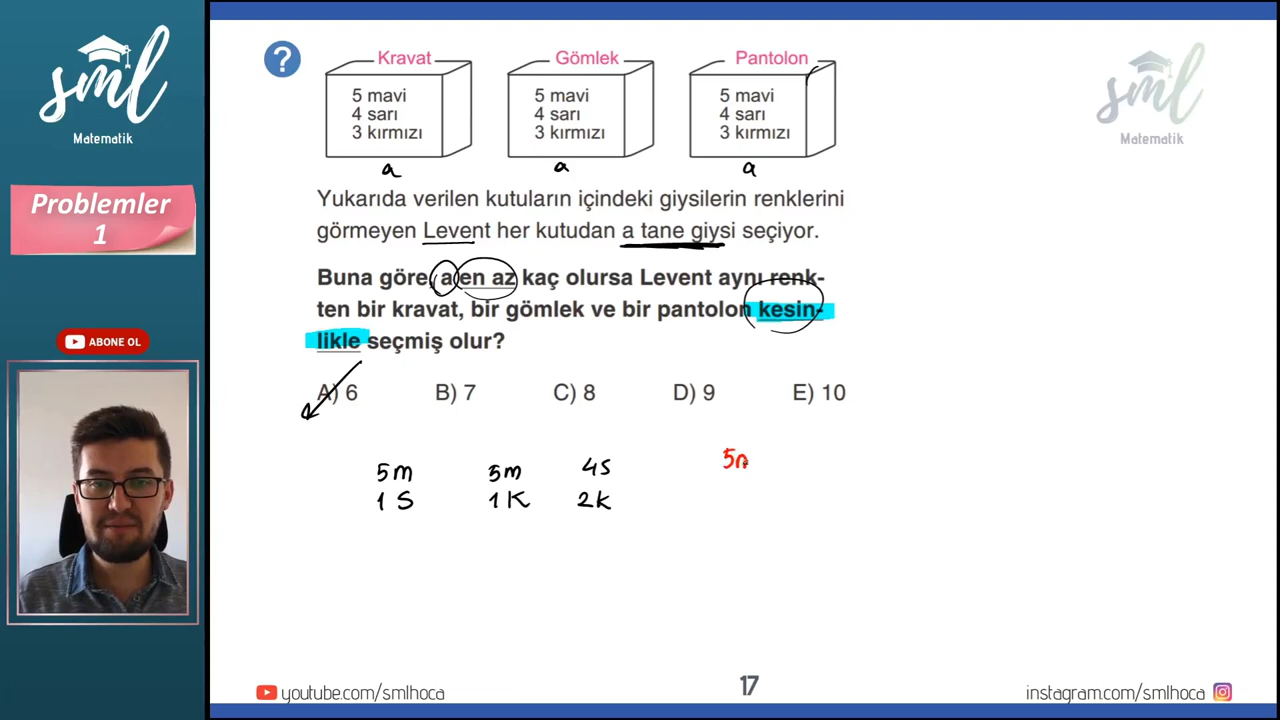 sml
Matematik
Problemler
1
ABONE OL
?
Kravat
5 mavi
4 sarı
3 kırmızı
a
Gömlek
5 mavi
4 sarı
3 kırmızı
a
Pantolon
5 mavi
4 sarı
3 kırmızı
a
sml
Matematik
Yukarıda verilen kutuların içindeki giysilerin renklerini
görmeyen Levent her kutudan a tane giysi seçiyor.
Buna göre, a en az kaç olursa Levent aynı renk-
ten bir kravat, bir gömlek ve bir pantolon kesin-
likle seçmiş olur?
A) 6 B) 7 C) 8 D) 9 E) 10
5m 5m 4S
1 S 1 K 2k
youtube.com/smlhoca
17
instagram.com/smlhoca